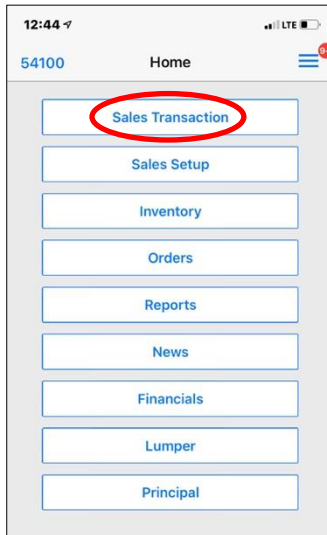 12:44 LTE
54100 Home
Sales Transaction
Sales Setup
Inventory
Orders
Reports
News
Financials
Lumper
Principal